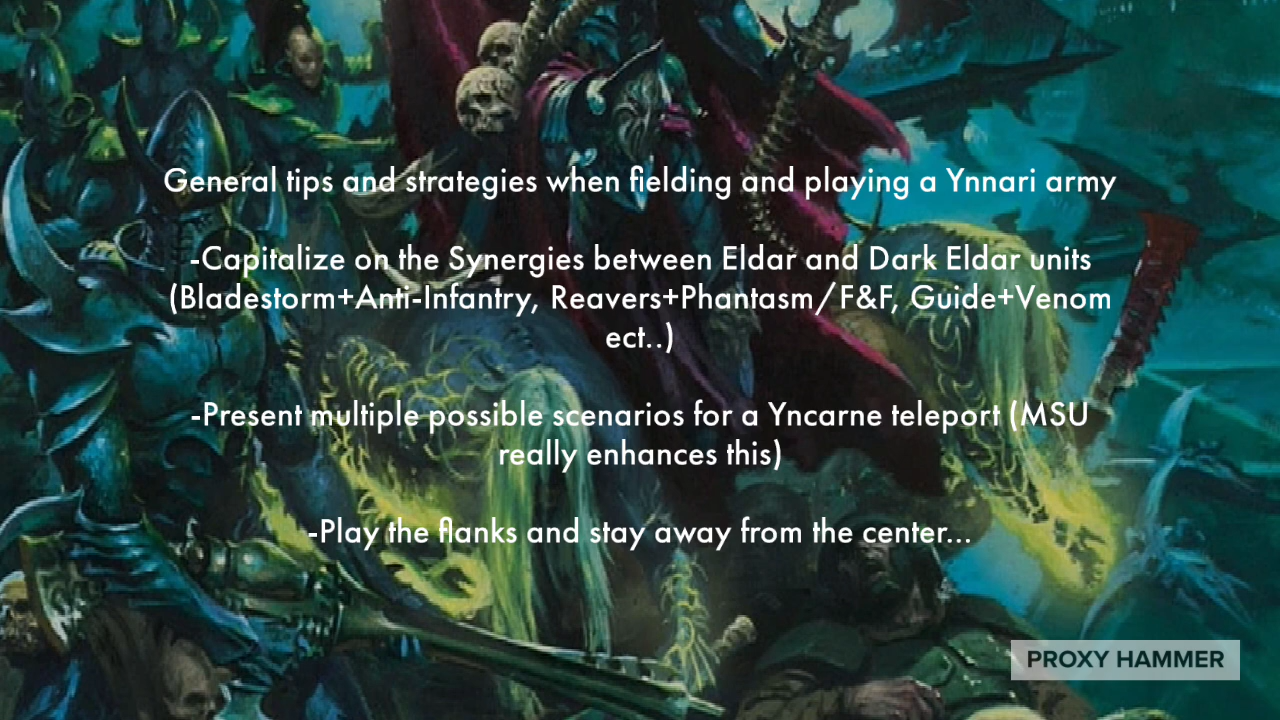 General tips and strategies when fielding and playing a Ynnari army
-Capitalize on the Synergies between Eldar and Dark Eldar units
(Bladestorm+Anti-Infantry, Reavers+Phantasm/F&F, Guide+Venom
ect..)
-Present multiple possible scenarios for a Yncarne teleport (MSU
really enhances this)
-Play the flanks and stay away from the center...
PROXY HAMMER